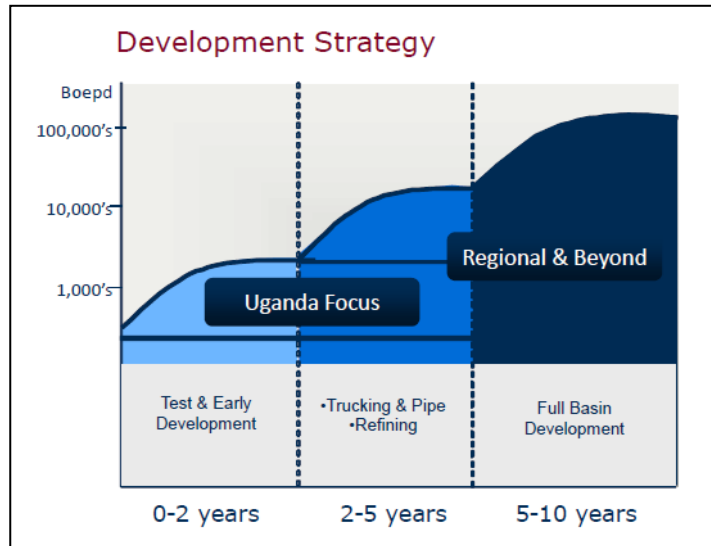 Development Strategy
Boepd
100,000's
10,000's
1,000's
Regional & Beyond
Uganda Focus
Test & Early
Development
•Trucking & Pipe
•Refining
Full Basin
Development
0-2 years
2-5 years
5-10 years